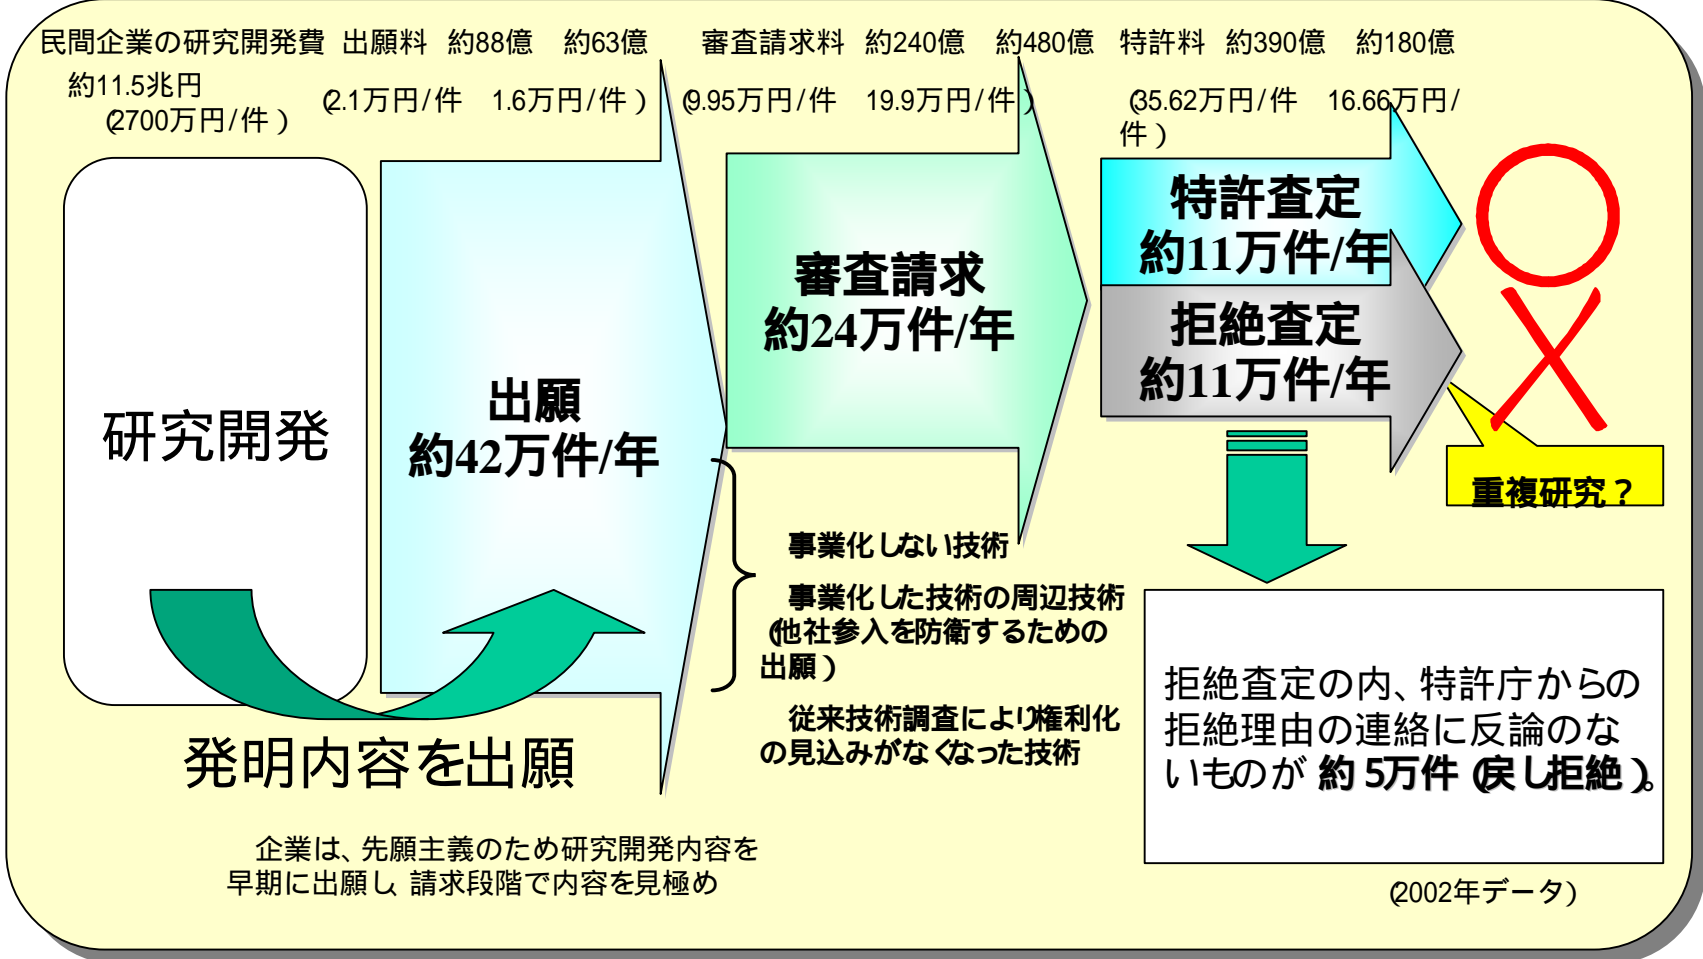 民間企業の研究開発費 出願料 約88億 約63億 審査請求料 約240億 約480億 特許料 約390億 約180億
約11.5兆円
(2700万円/件)
(2.1万円/件 1.6万円/件) (9.95万円/件 19.9万円/件) (35.62万円/件 16.66万円/
件)
特許査定
約11万件/年
審査請求
約24万件/年
拒絶査定
約11万件/年
研究開発
出願
約42万件/年
重複研究?
事業化しない技術
事業化した技術の周辺技術
(他社参入を防衛するための
出願)
従来技術調査により権利化
の見込みがなくなった技術
発明内容を出願
拒絶査定の内、特許庁からの
拒絶理由の連絡に反論のな
いものが 約5万件(戻し拒絶)。
企業は、先願主義のため研究開発内容を
早期に出願し、請求段階で内容を見極め
(2002年データ)